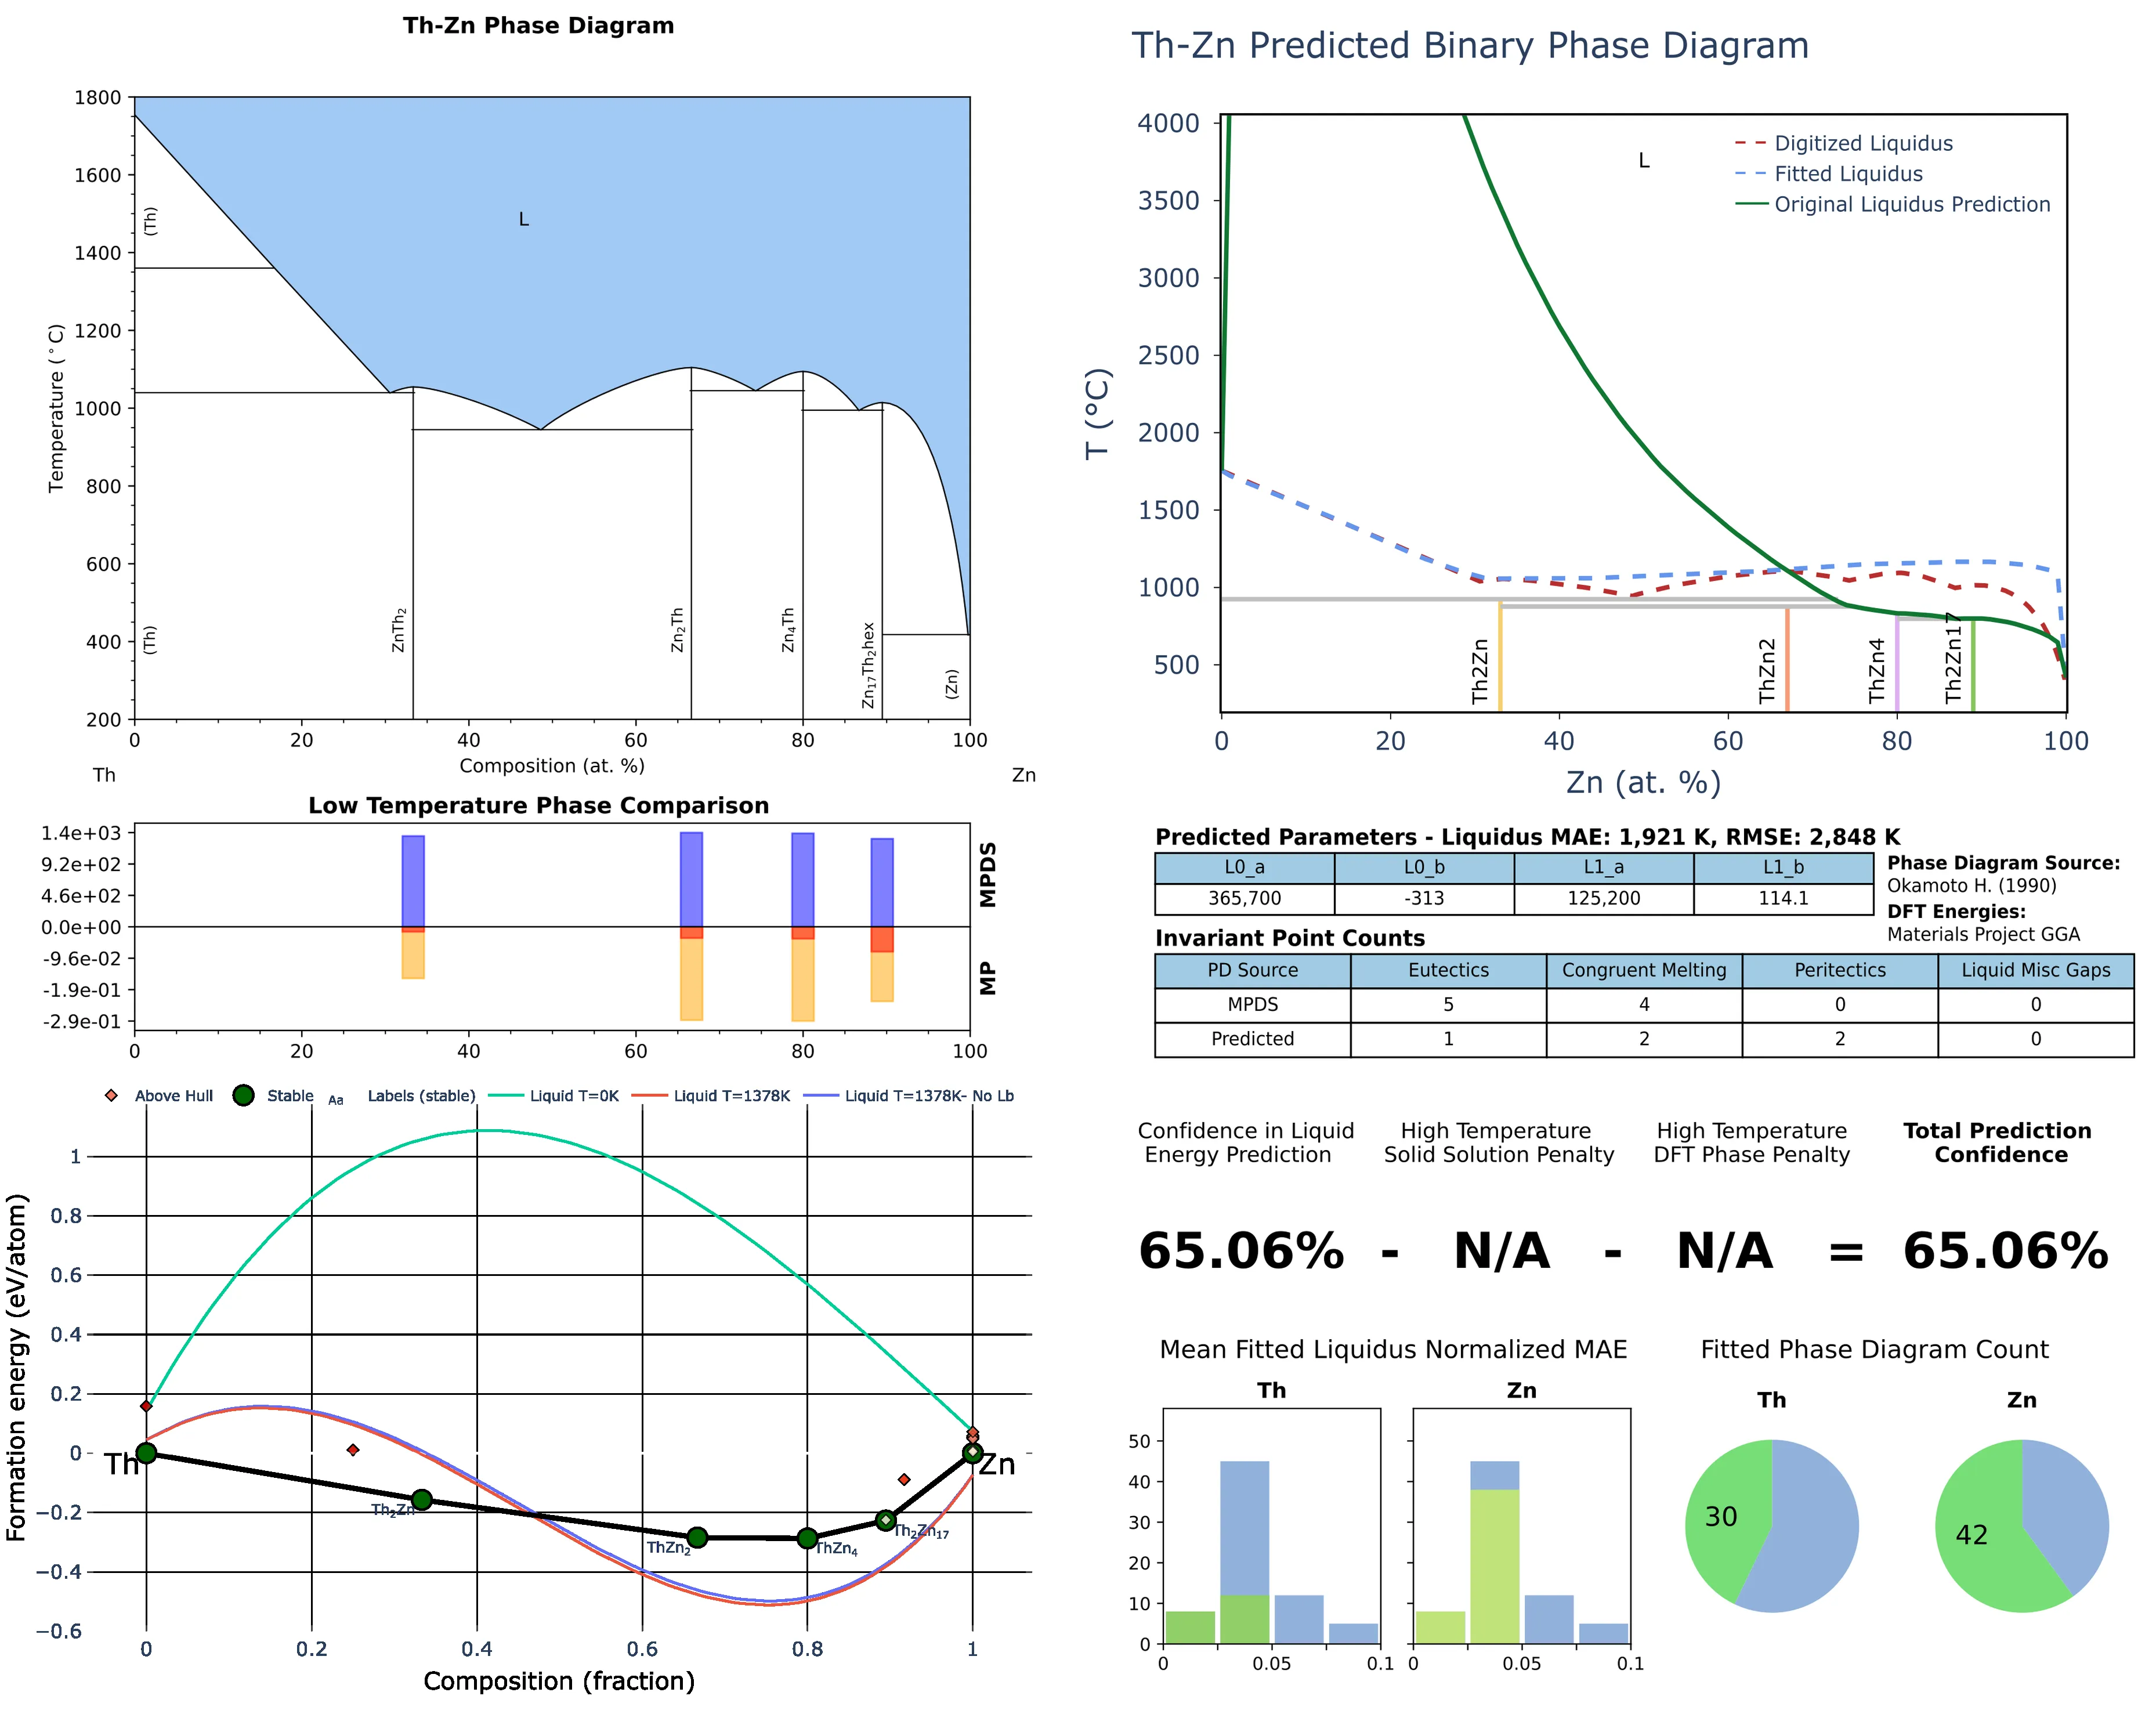 Th-Zn Phase Diagram
1800
1600
1400
1200
1000
800
600
400
200
Temperature (°C)
(Th)
(Th)
L
ZnTh2
Zn2Th
Zn4Th
Zn17Th2hex
(Zn)
0 20 40 60 80 100
Composition (at. %)
Th Zn
Low Temperature Phase Comparison
1.4e+03
9.2e+02
4.6e+02
0.0e+00
-9.6e-02
-1.9e-01
-2.9e-01
MPDS
MP
0 20 40 60 80 100
Above Hull Stable Aa Labels (stable) Liquid T=0K Liquid T=1378K Liquid T=1378K- No Lb
1
0.8
0.6
0.4
0.2
0
−0.2
−0.4
−0.6
Formation energy (eV/atom)
Th
Th2Zn
ThZn2
ThZn4
Th2Zn17
Zn
0 0.2 0.4 0.6 0.8 1
Composition (fraction)
Th-Zn Predicted Binary Phase Diagram
4000
3500
3000
2500
2000
1500
1000
500
T (°C)
L
Digitized Liquidus
Fitted Liquidus
Original Liquidus Prediction
Th2Zn
ThZn2
ThZn4
Th2Zn17
0 20 40 60 80 100
Zn (at. %)
Predicted Parameters - Liquidus MAE: 1,921 K, RMSE: 2,848 K
L0_a L0_b L1_a L1_b
365,700 -313 125,200 114.1
Phase Diagram Source:
Okamoto H. (1990)
DFT Energies:
Materials Project GGA
Invariant Point Counts
PD Source Eutectics Congruent Melting Peritectics Liquid Misc Gaps
MPDS 5 4 0 0
Predicted 1 2 2 0
Confidence in Liquid
Energy Prediction
High Temperature
Solid Solution Penalty
High Temperature
DFT Phase Penalty
Total Prediction
Confidence
65.06% - N/A - N/A = 65.06%
Mean Fitted Liquidus Normalized MAE
Th Zn
50
40
30
20
10
0
0 0.05 0.1
0 0.05 0.1
Fitted Phase Diagram Count
Th Zn
30 42